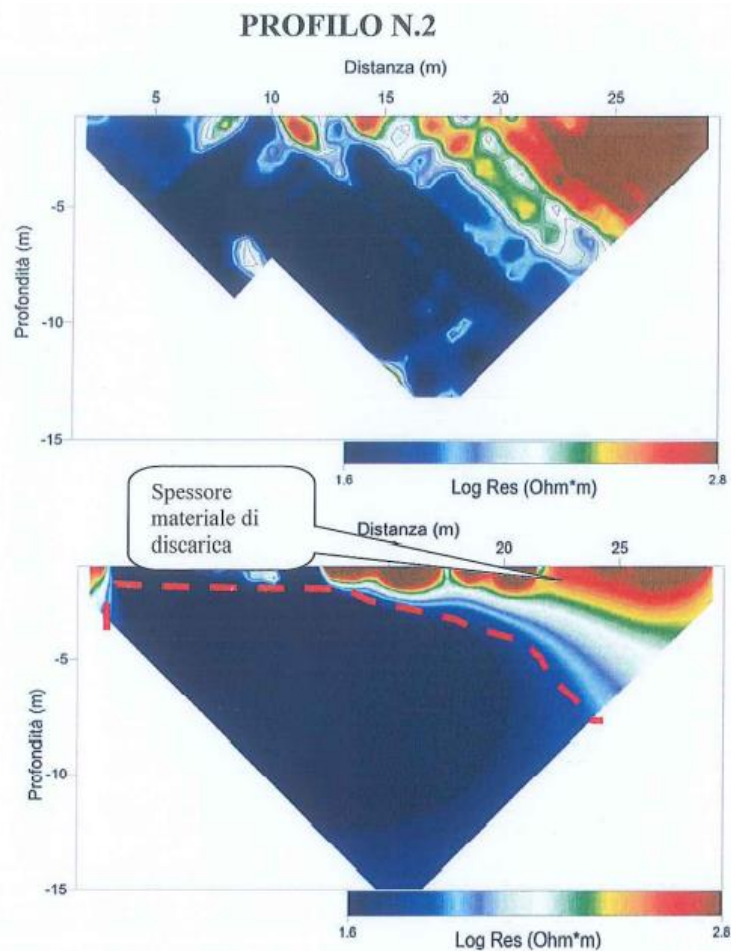 PROFILO N.2
Distanza (m)
5 10 15 20 25
Profondità (m)
-5
-10
-15
1.6 2.8
Log Res (Ohm*m)
Spessore
materiale di
discarica
Distanza (m)
20 25
Profondità (m)
-5
-10
-15
1.6 2.8
Log Res (Ohm*m)